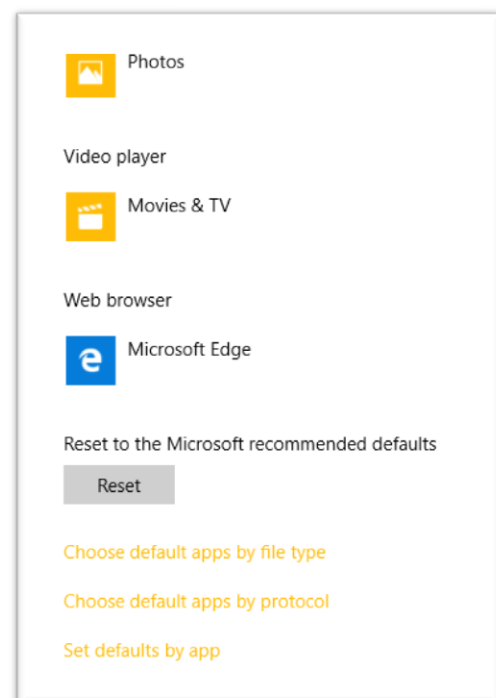 Photos
Video player
Movies & TV
Web browser
Microsoft Edge
Reset to the Microsoft recommended defaults
Reset
Choose default apps by file type
Choose default apps by protocol
Set defaults by app